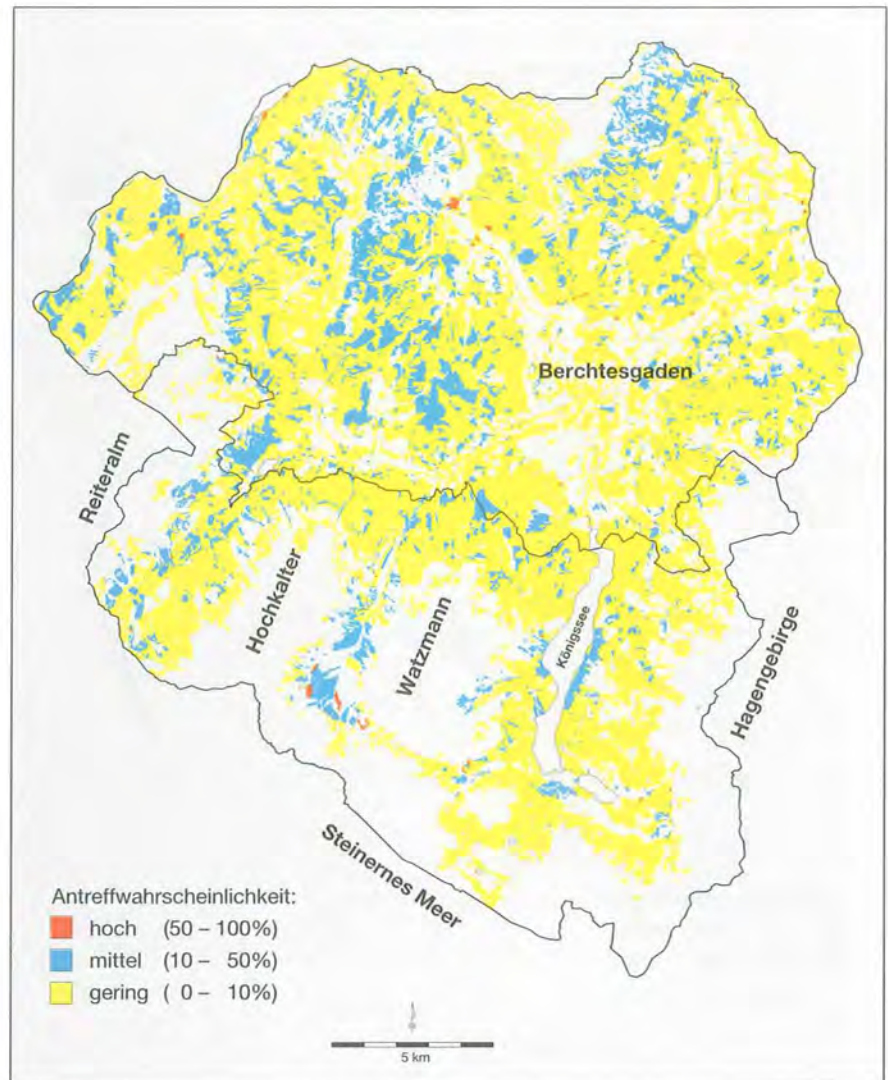 Berchtesgaden
Reiteralm
Hochkalter
Watzmann
Königssee
Hagengebirge
Steinernes Meer
Antreffwahrscheinlichkeit:
hoch (50 – 100%)
mittel (10 – 50%)
gering ( 0 – 10%)
5 km